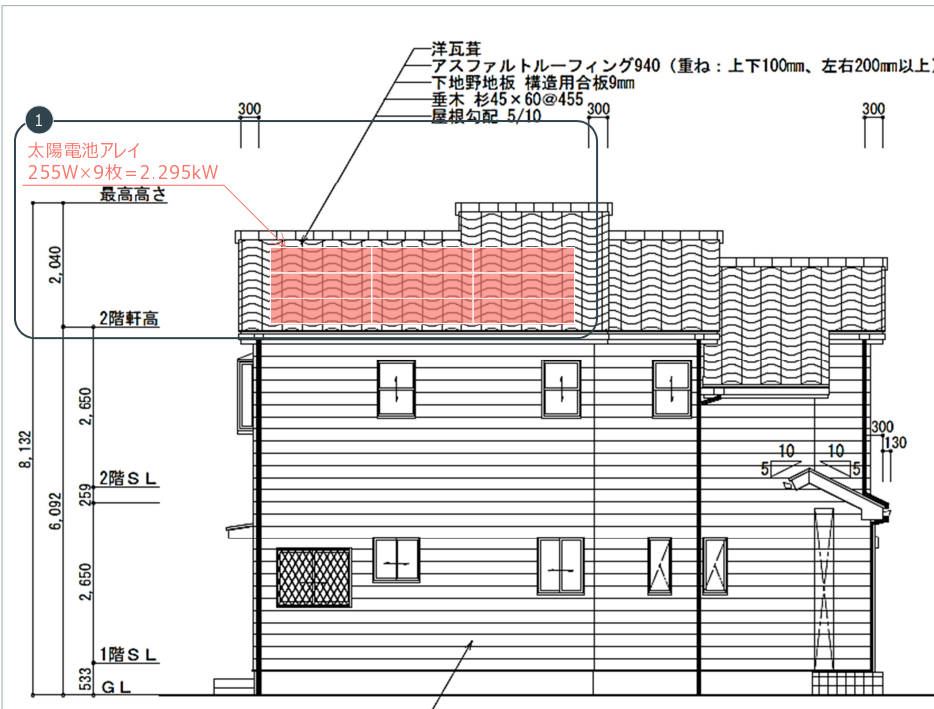 洋瓦葺
アスファルトルーフィング940（重ね：上下100mm、左右200mm以上）
下地野地板 構造用合板9mm
垂木 杉45×60@455
屋根勾配 5/10
300
300
300
1
太陽電池アレイ
255W×9枚=2.295kW
最高高さ
2,040
2階軒高
2,650
8,132
300
130
10
10
5
5
2階ＳＬ
259
6,092
2,650
1階ＳＬ
533
ＧＬ